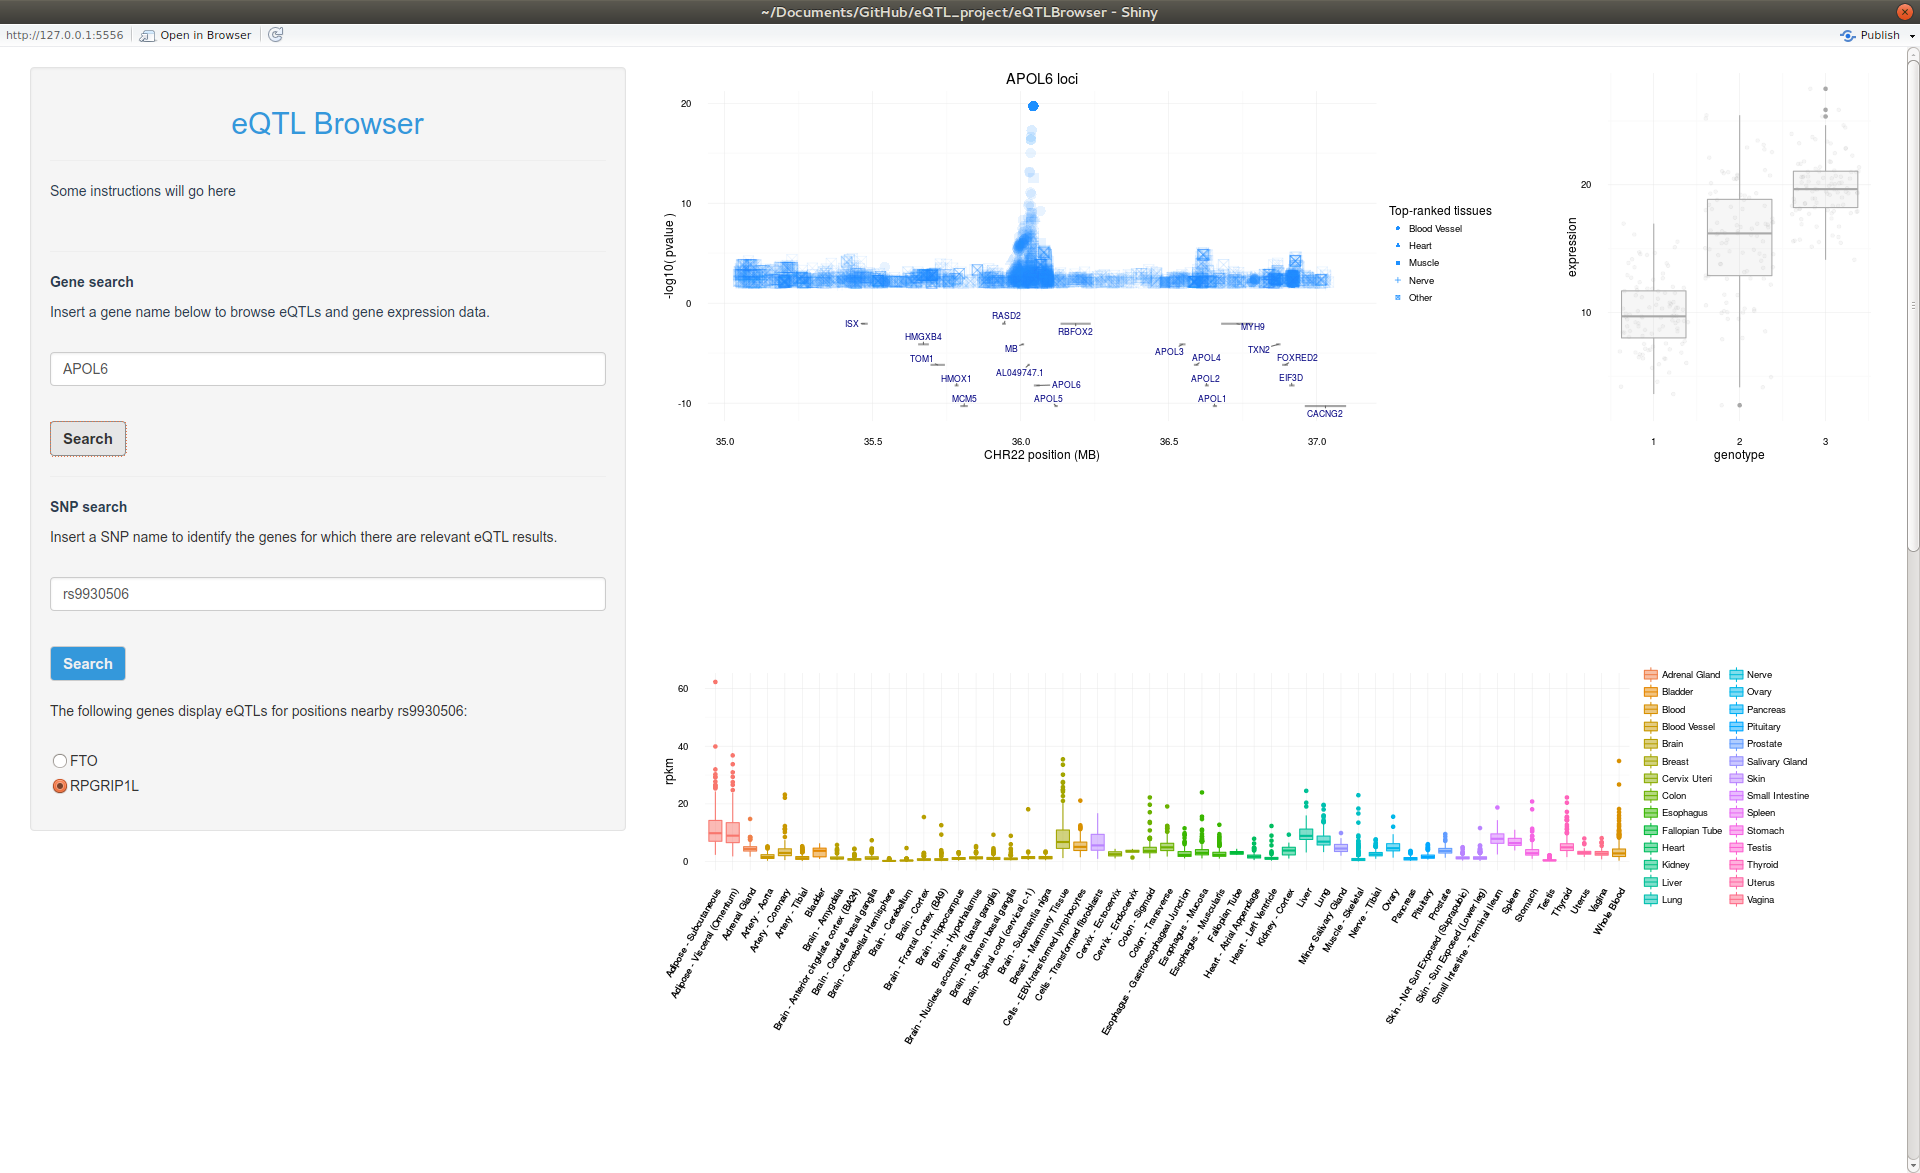 ~/Documents/GitHub/eQTL_project/eQTLBrowser - Shiny
http://127.0.0.1:5556
Open in Browser
Publish
eQTL Browser
Some instructions will go here
Gene search
Insert a gene name below to browse eQTLs and gene expression data.
APOL6
Search
SNP search
Insert a SNP name to identify the genes for which there are relevant eQTL results.
rs9930506
Search
The following genes display eQTLs for positions nearby rs9930506:
FTO
RPGRIP1L
APOL6 loci
20
10
0
-10
-log10( pvalue )
ISX
RASD2
RBFOX2
MYH9
HMGXB4
MB
APOL3
TXN2
TOM1
AL049747.1
APOL4
FOXRED2
HMOX1
APOL6
APOL2
EIF3D
MCM5
APOL5
APOL1
CACNG2
35.0
35.5
36.0
36.5
37.0
CHR22 position (MB)
Top-ranked tissues
Blood Vessel
Heart
Muscle
Nerve
Other
expression
20
10
1
2
3
genotype
rpkm
60
40
20
0
Adipose - Subcutaneous
Adipose - Visceral (Omentum)
Adrenal Gland
Artery - Aorta
Artery - Coronary
Artery - Tibial
Bladder
Brain - Amygdala
Brain - Anterior cingulate cortex (BA24)
Brain - Caudate basal ganglia
Brain - Cerebellar Hemisphere
Brain - Cerebellum
Brain - Cortex
Brain - Frontal Cortex (BA9)
Brain - Hippocampus
Brain - Hypothalamus
Brain - Nucleus accumbens (basal ganglia)
Brain - Putamen basal ganglia
Brain - Spinal cord (cervical c-1)
Brain - Substantia nigra
Breast - Mammary Tissue
Cells - EBV-transformed lymphocytes
Cells - Transformed fibroblasts
Cervix - Ectocervix
Cervix - Endocervix
Colon - Sigmoid
Colon - Transverse
Esophagus - Gastroesophageal Junction
Esophagus - Mucosa
Esophagus - Muscularis
Fallopian Tube
Heart - Atrial Appendage
Heart - Left Ventricle
Kidney - Cortex
Liver
Lung
Minor Salivary Gland
Muscle - Skeletal
Nerve - Tibial
Ovary
Pancreas
Pituitary
Prostate
Skin - Not Sun Exposed (Suprapubic)
Skin - Sun Exposed (Lower leg)
Small Intestine - Terminal Ileum
Spleen
Stomach
Testis
Thyroid
Uterus
Vagina
Whole Blood
Adrenal Gland
Bladder
Blood
Blood Vessel
Brain
Breast
Cervix Uteri
Colon
Esophagus
Fallopian Tube
Heart
Kidney
Liver
Lung
Nerve
Ovary
Pancreas
Pituitary
Prostate
Salivary Gland
Skin
Small Intestine
Spleen
Stomach
Testis
Thyroid
Uterus
Vagina